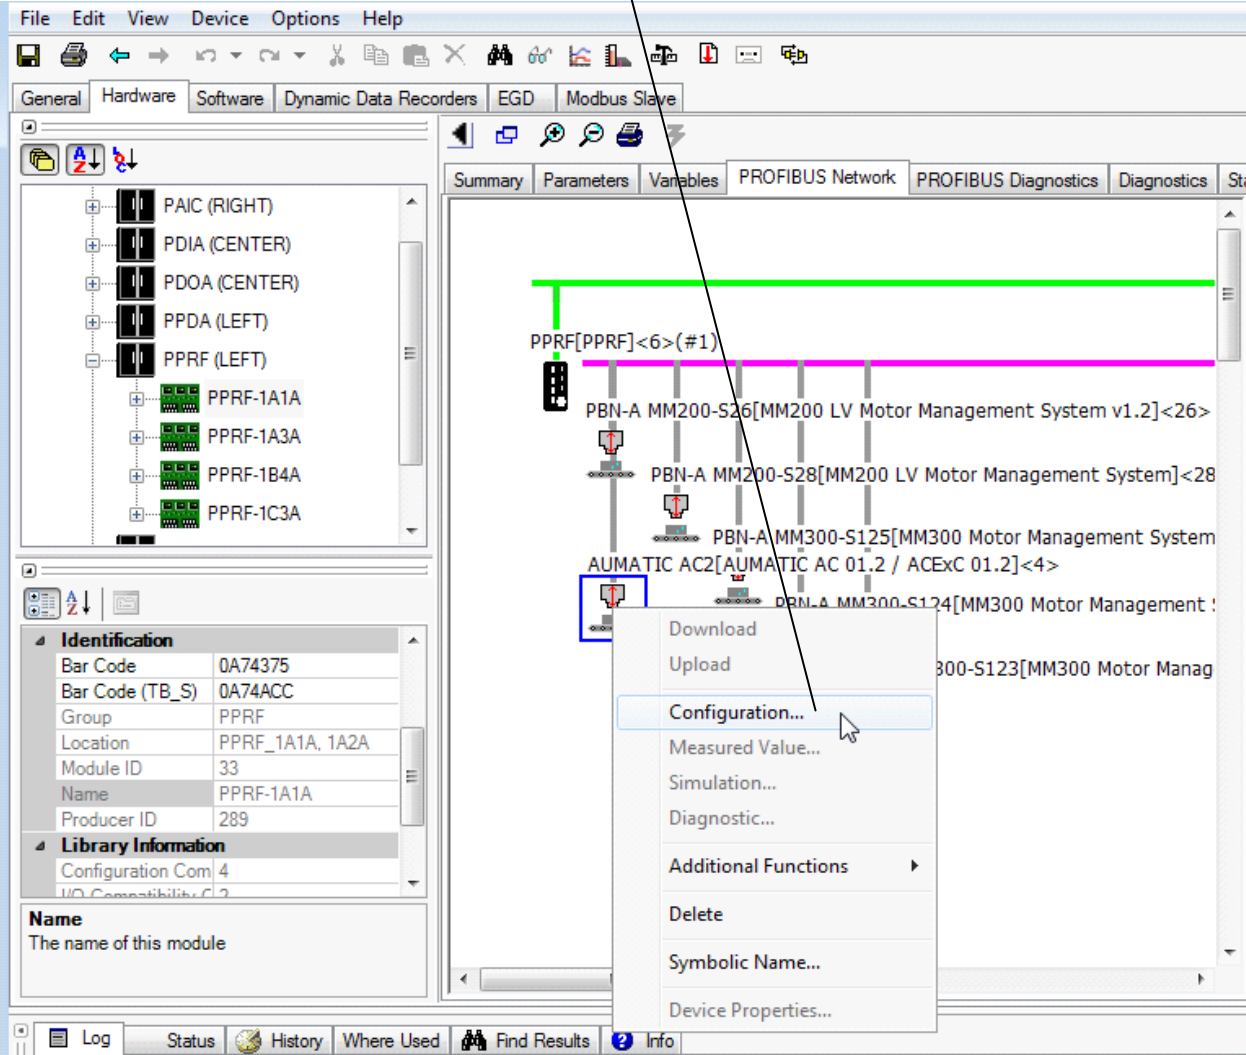 File Edit View Device Options Help
General Hardware Software Dynamic Data Recorders EGD Modbus Slave
Summary Parameters Variables PROFIBUS Network PROFIBUS Diagnostics Diagnostics
PAIC (RIGHT)
PDIA (CENTER)
PDOA (CENTER)
PPDA (LEFT)
PPRF (LEFT)
PPRF-1A1A
PPRF-1A3A
PPRF-1B4A
PPRF-1C3A
PPRF[PPRF]<6>(#1)
PBN-A MM200-S26[MM200 LV Motor Management System v1.2]<26>
PBN-A MM200-S28[MM200 LV Motor Management System]<28
PBN-A MM300-S125[MM300 Motor Management System
AUMATIC AC2[AUMATIC AC 01.2 / ACExC 01.2]<4>
PBN-A MM300-S124[MM300 Motor Management
300-S123[MM300 Motor Manag
Download
Upload
Configuration...
Measured Value...
Simulation...
Diagnostic...
Additional Functions
Delete
Symbolic Name...
Device Properties...
Identification
Bar Code 0A74375
Bar Code (TB_S) 0A74ACC
Group PPRF
Location PPRF_1A1A, 1A2A
Module ID 33
Name PPRF-1A1A
Producer ID 289
Library Information
Configuration Com 4
I/O Compatibility C 2
Name
The name of this module
Log Status History Where Used Find Results Info